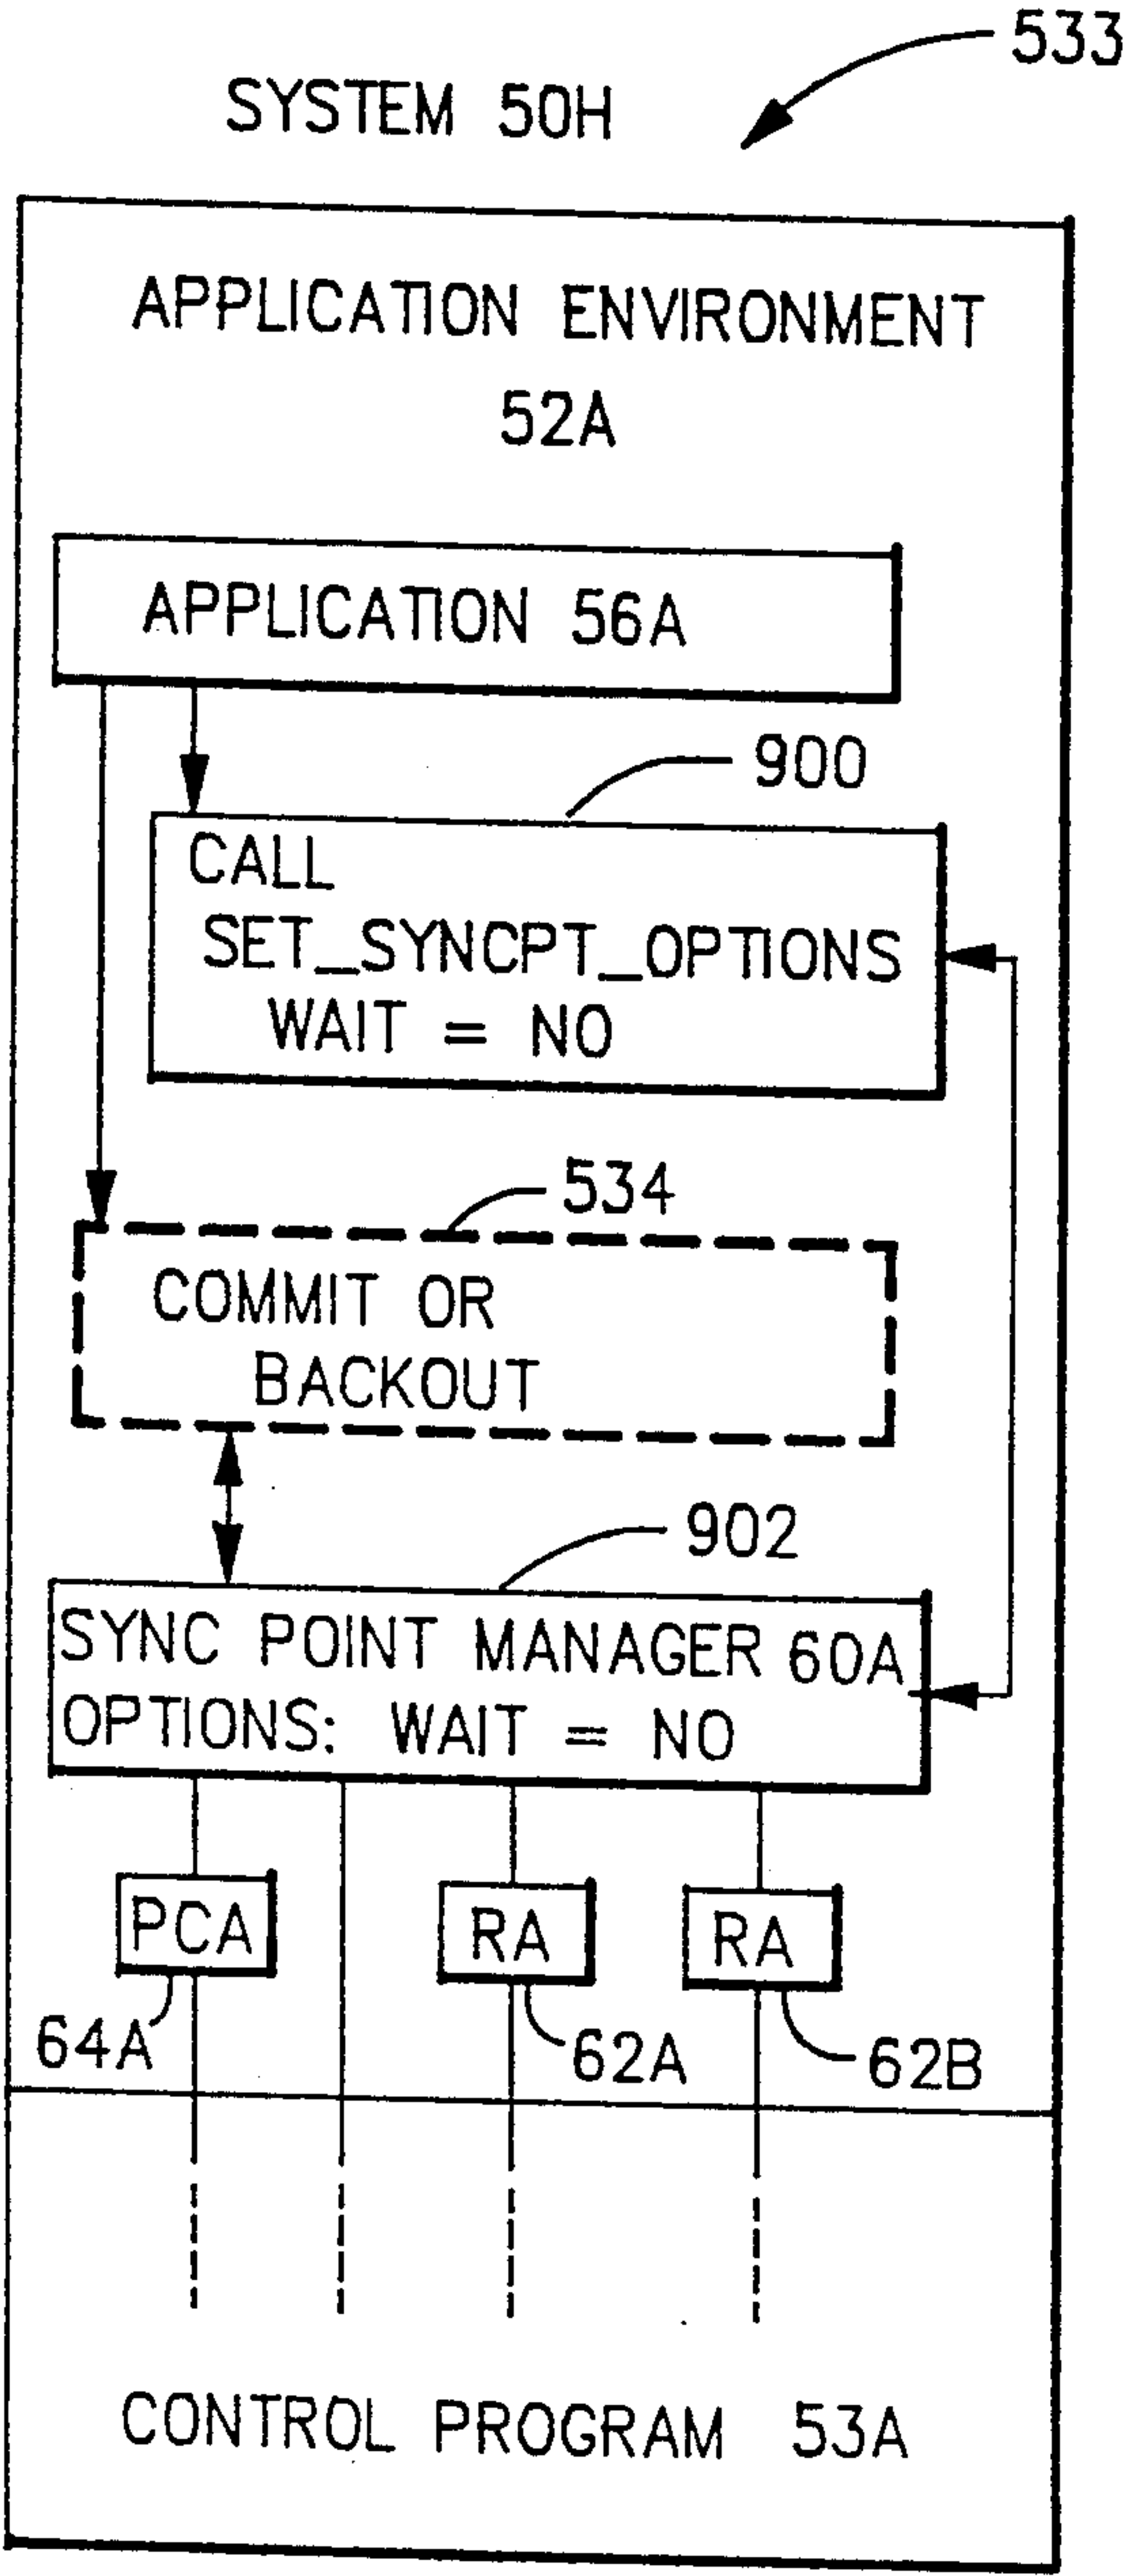 533
SYSTEM 50H
APPLICATION ENVIRONMENT
52A
APPLICATION 56A
900
CALL
SET_SYNCPT_OPTIONS
WAIT = NO
534
COMMIT OR
BACKOUT
902
SYNC POINT MANAGER 60A
OPTIONS: WAIT = NO
PCA
RA
RA
64A
62A
62B
CONTROL PROGRAM 53A